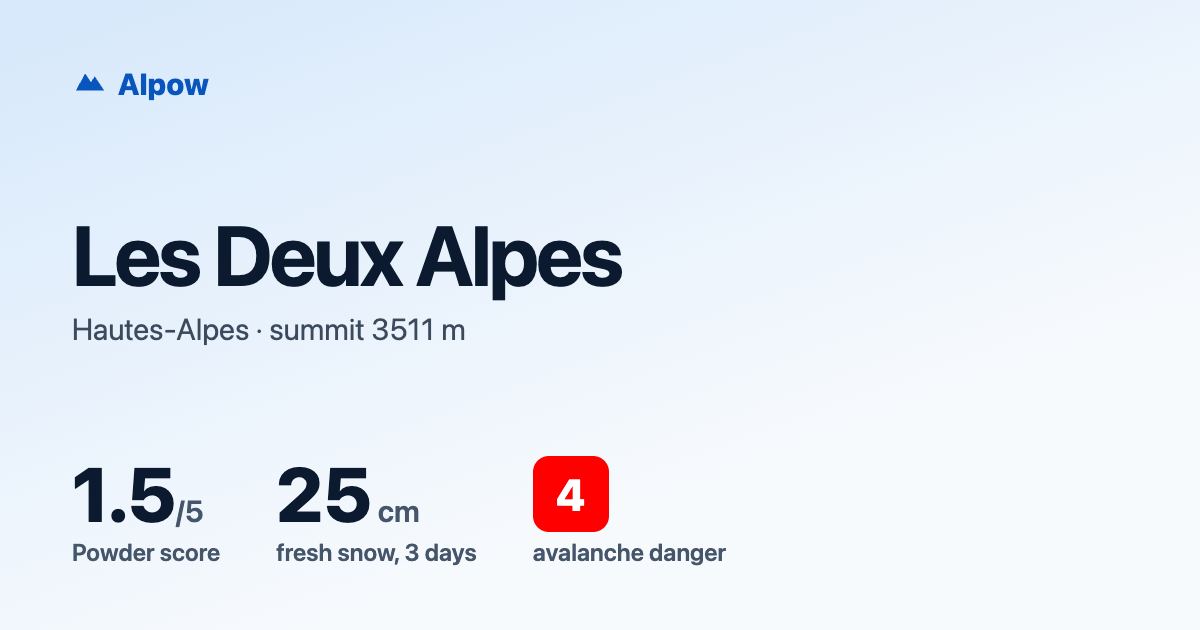 Alpow
Les Deux Alpes
Hautes-Alpes · summit 3511 m
1.5/5 25 cm 4
Powder score fresh snow, 3 days avalanche danger